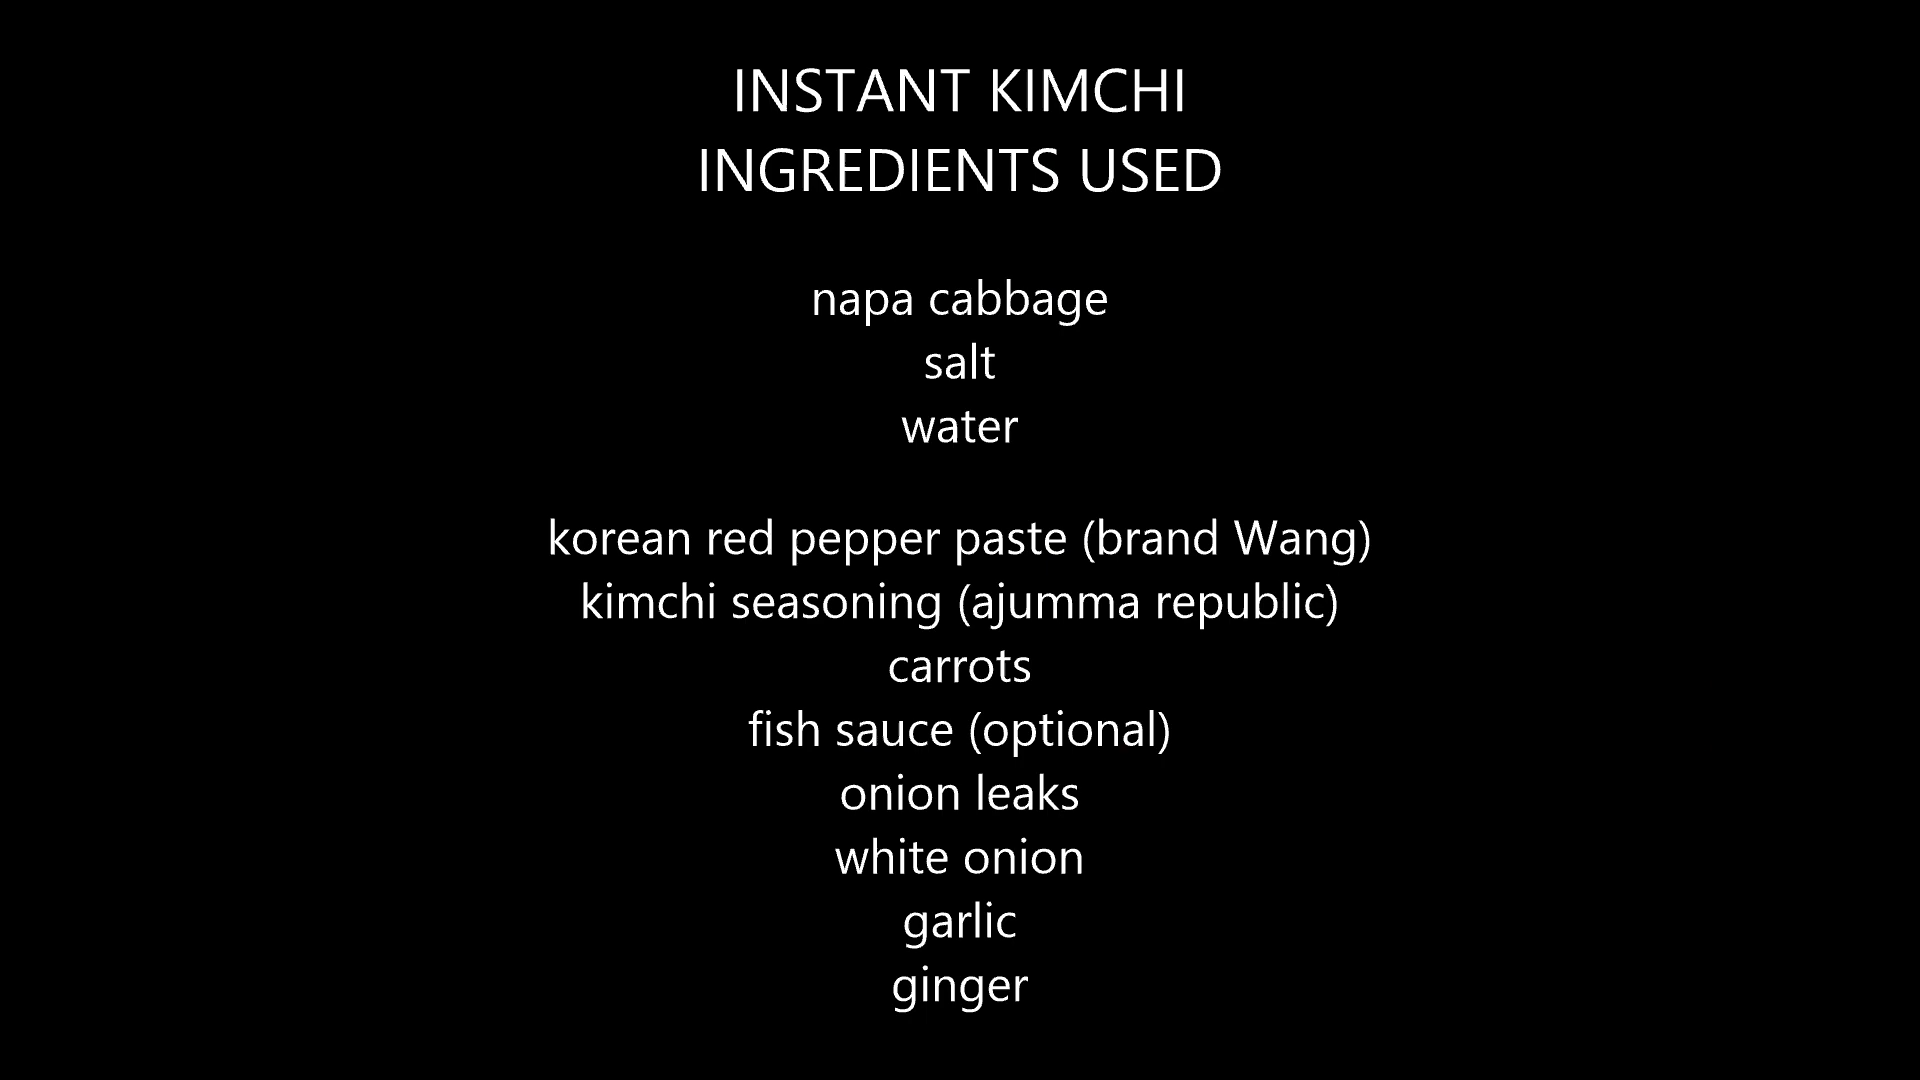 INSTANT KIMCHI
INGREDIENTS USED
napa cabbage
salt
water
korean red pepper paste (brand Wang)
kimchi seasoning (ajumma republic)
carrots
fish sauce (optional)
onion leaks
white onion
garlic
ginger